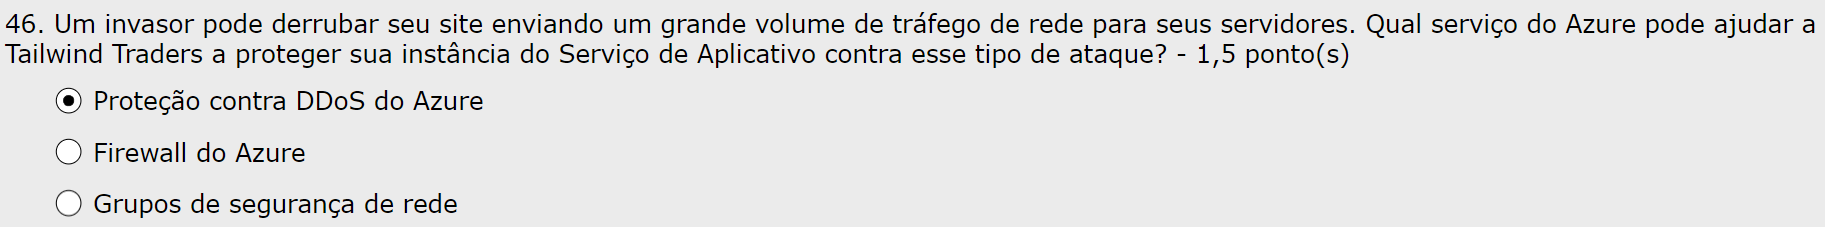 46. Um invasor pode derrubar seu site enviando um grande volume de tráfego de rede para seus servidores. Qual serviço do Azure pode ajudar a
Tailwind Traders a proteger sua instância do Serviço de Aplicativo contra esse tipo de ataque? - 1,5 ponto(s)
Proteção contra DDoS do Azure
Firewall do Azure
Grupos de segurança de rede